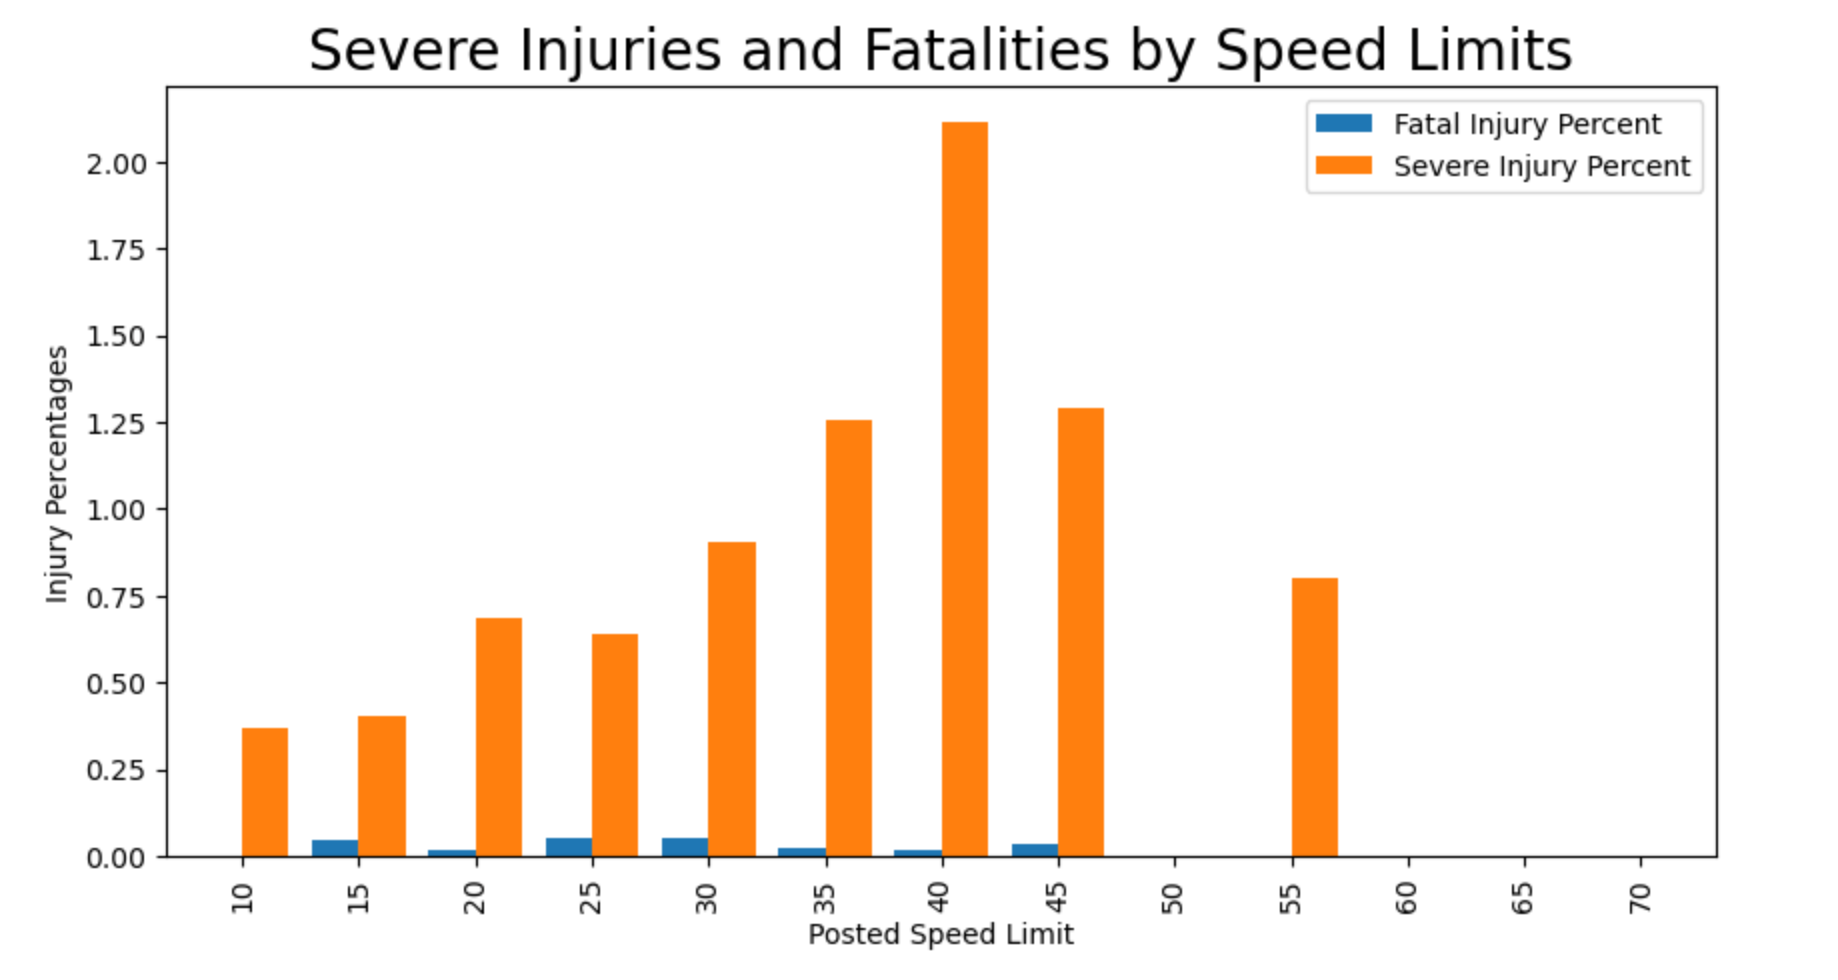 Severe Injuries and Fatalities by Speed Limits
Fatal Injury Percent
Severe Injury Percent
2.00
1.75
1.50
1.25
1.00
0.75
0.50
0.25
0.00
Injury Percentages
10 15 20 25 30 35 40 45 50 55 60 65 70
Posted Speed Limit